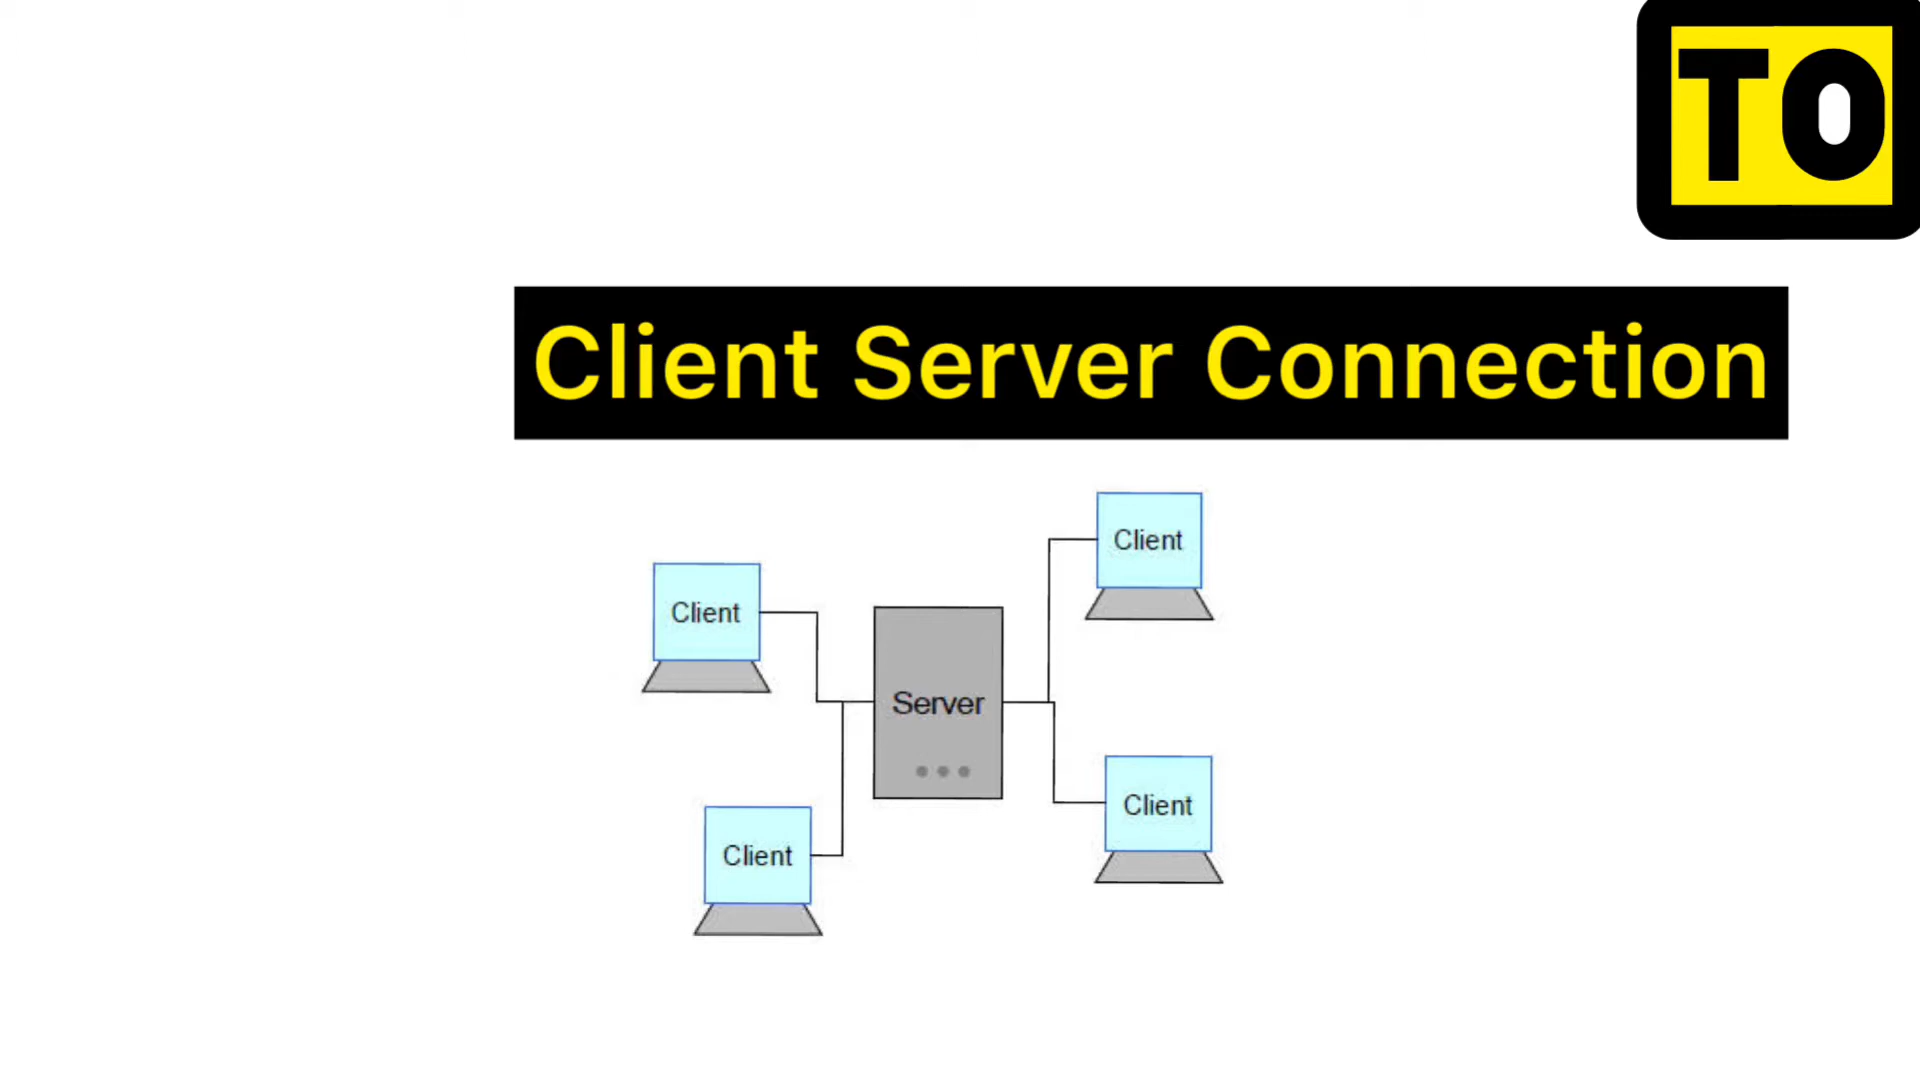 TO
Client Server Connection
Client
Client
Server
Client
Client